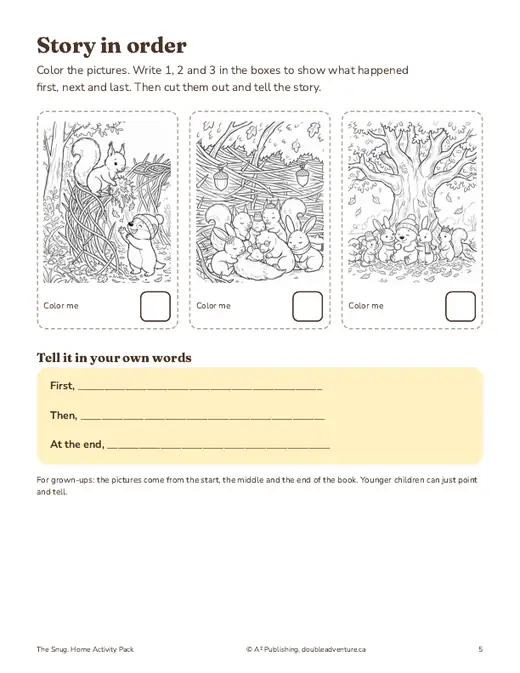 Story in order
Color the pictures. Write 1, 2 and 3 in the boxes to show what happened
first, next and last. Then cut them out and tell the story.
Color me
Color me
Color me
Tell it in your own words
First, ___________________________________________
Then, ___________________________________________
At the end, _______________________________________
For grown-ups: the pictures come from the start, the middle and the end of the book. Younger children can just point
and tell.
The Snug. Home Activity Pack
© A² Publishing, doubleadventure.ca
5